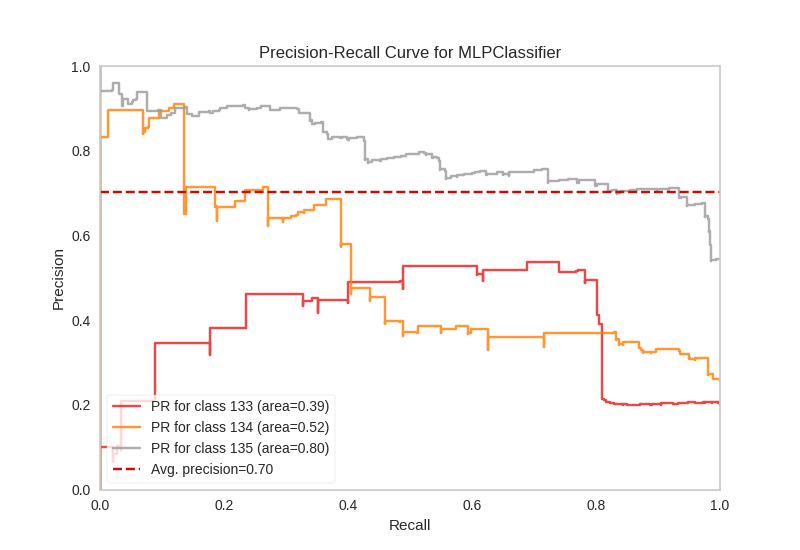 Precision-Recall Curve for MLPClassifier
1.0
0.8
0.6
0.4
0.2
0.0
Precision
PR for class 133 (area=0.39)
PR for class 134 (area=0.52)
PR for class 135 (area=0.80)
Avg. precision=0.70
0.0 0.2 0.4 0.6 0.8 1.0
Recall